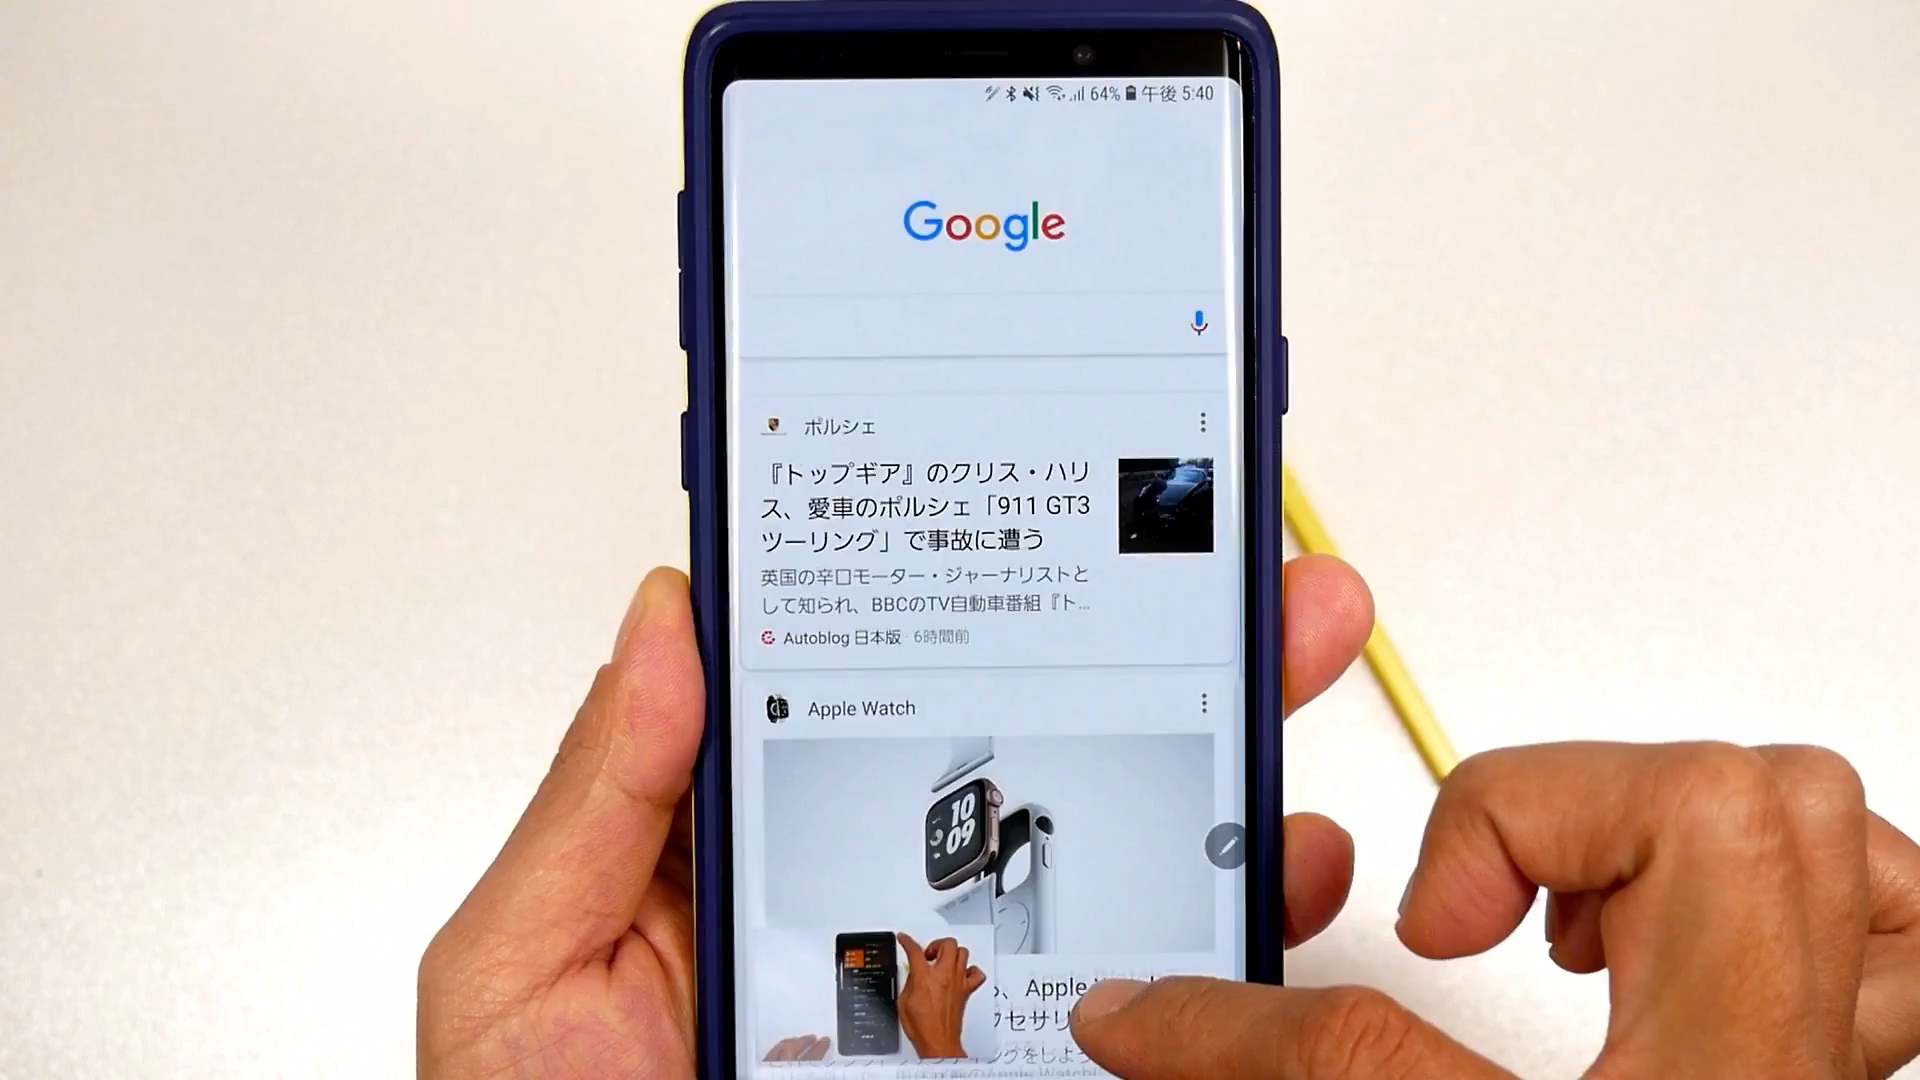 64% 午後 5:40
Google
ポルシェ
『トップギア』のクリス・ハリ
ス、愛車のポルシェ「911 GT3
ツーリング」で事故に遭う
英国の辛口モーター・ジャーナリストと
して知られ、BBCのTV自動車番組『ト...
Autoblog 日本版・6時間前
Apple Watch
10
09
、Apple
クセサリ